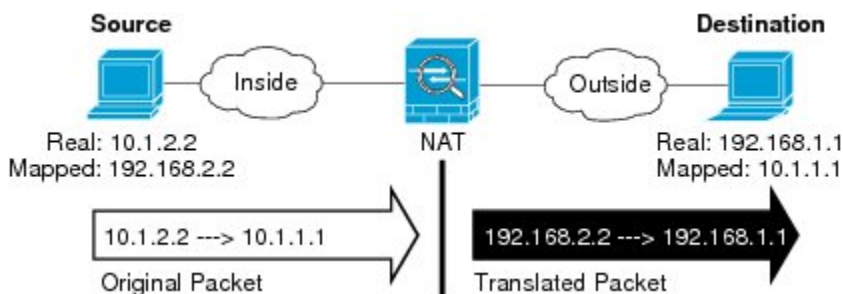 Source
Destination
Inside
Outside
Real: 10.1.2.2
Mapped: 192.168.2.2
NAT
Real: 192.168.1.1
Mapped: 10.1.1.1
10.1.2.2 ---> 10.1.1.1
192.168.2.2 ---> 192.168.1.1
Original Packet
Translated Packet